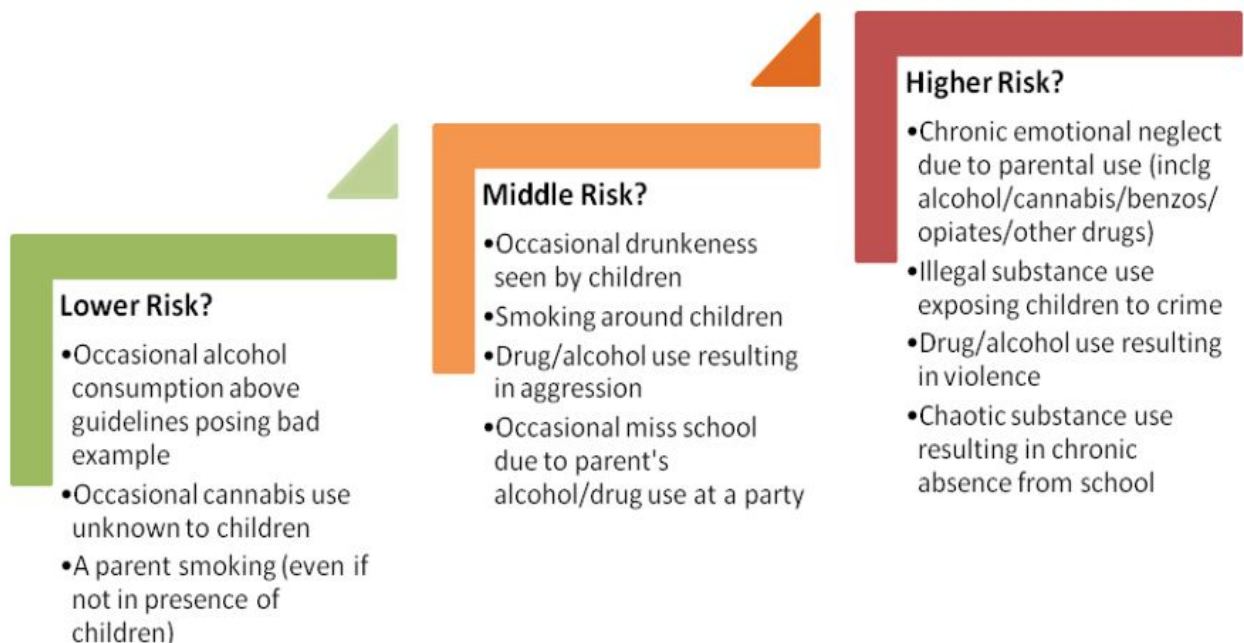 Lower Risk?
•Occasional alcohol
consumption above
guidelines posing bad
example
•Occasional cannabis use
unknown to children
•A parent smoking (even if
not in presence of
children)
Middle Risk?
•Occasional drunkeness
seen by children
•Smoking around children
•Drug/alcohol use resulting
in aggression
•Occasional miss school
due to parent's
alcohol/drug use at a party
Higher Risk?
•Chronic emotional neglect
due to parental use (inclg
alcohol/cannabis/benzos/
opiates/other drugs)
•Illegal substance use
exposing children to crime
•Drug/alcohol use resulting
in violence
•Chaotic substance use
resulting in chronic
absence from school